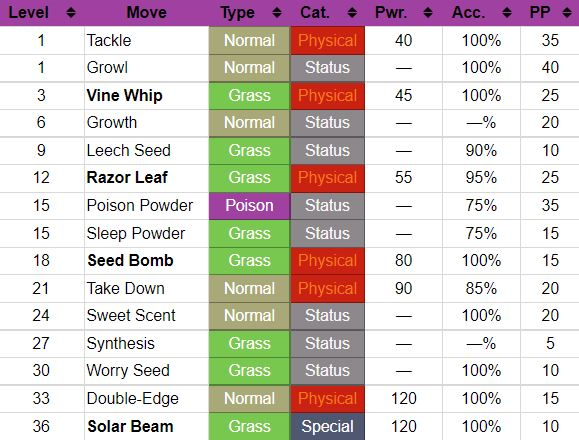 Level Move Type Cat. Pwr. Acc. PP
1 Tackle Normal Physical 40 100% 35
1 Growl Normal Status — 100% 40
3 Vine Whip Grass Physical 45 100% 25
6 Growth Normal Status — —% 20
9 Leech Seed Grass Status — 90% 10
12 Razor Leaf Grass Physical 55 95% 25
15 Poison Powder Poison Status — 75% 35
15 Sleep Powder Grass Status — 75% 15
18 Seed Bomb Grass Physical 80 100% 15
21 Take Down Normal Physical 90 85% 20
24 Sweet Scent Normal Status — 100% 20
27 Synthesis Grass Status — —% 5
30 Worry Seed Grass Status — 100% 10
33 Double-Edge Normal Physical 120 100% 15
36 Solar Beam Grass Special 120 100% 10